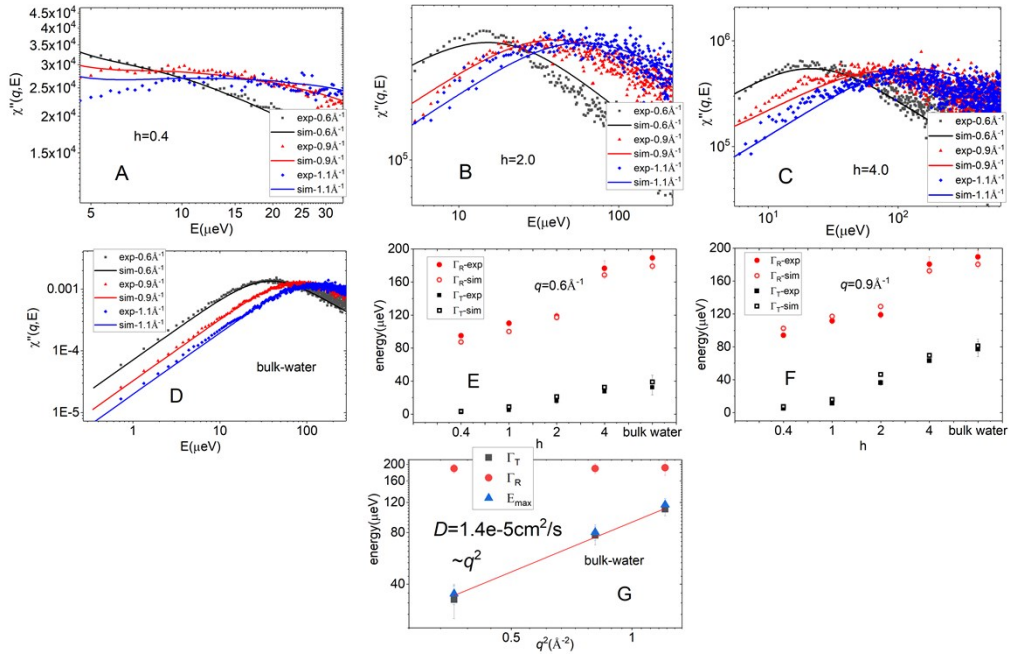 4.5x10⁴
4x10⁴
3.5x10⁴
3x10⁴
2.5x10⁴
2x10⁴
1.5x10⁴
χ''(q,E)
h=0.4
A
exp-0.6Å⁻¹
sim-0.6Å⁻¹
exp-0.9Å⁻¹
sim-0.9Å⁻¹
exp-1.1Å⁻¹
sim-1.1Å⁻¹
5 10 15 20 25 30
E(μeV)
χ''(q,E)
10⁵
B
h=2.0
exp-0.6Å⁻¹
sim-0.6Å⁻¹
exp-0.9Å⁻¹
sim-0.9Å⁻¹
exp-1.1Å⁻¹
sim-1.1Å⁻¹
10 100
E(μeV)
10⁶
χ''(q,E)
10⁵
C
h=4.0
exp-0.6Å⁻¹
sim-0.6Å⁻¹
exp-0.9Å⁻¹
sim-0.9Å⁻¹
exp-1.1Å⁻¹
sim-1.1Å⁻¹
10¹ 10²
E(μeV)
exp-0.6Å⁻¹
sim-0.6Å⁻¹
exp-0.9Å⁻¹
sim-0.9Å⁻¹
exp-1.1Å⁻¹
sim-1.1Å⁻¹
0.001
1E-4
1E-5
χ''(q,E)
bulk-water
D
1 10 100
E(μeV)
200
160
120
80
40
0
energy(μeV)
Γ_R-exp
Γ_R-sim
Γ_T-exp
Γ_T-sim
q=0.6Å⁻¹
E
0.4 1 2 4 bulk water
h
200
160
120
80
40
0
energy(μeV)
Γ_R-exp
Γ_R-sim
Γ_T-exp
Γ_T-sim
q=0.9Å⁻¹
F
0.4 1 2 4 bulk water
h
200
160
120
80
40
energy(μeV)
Γ_T
Γ_R
E_max
D=1.4e-5cm²/s
~q²
bulk-water
G
0.5 1
q²(Å⁻²)